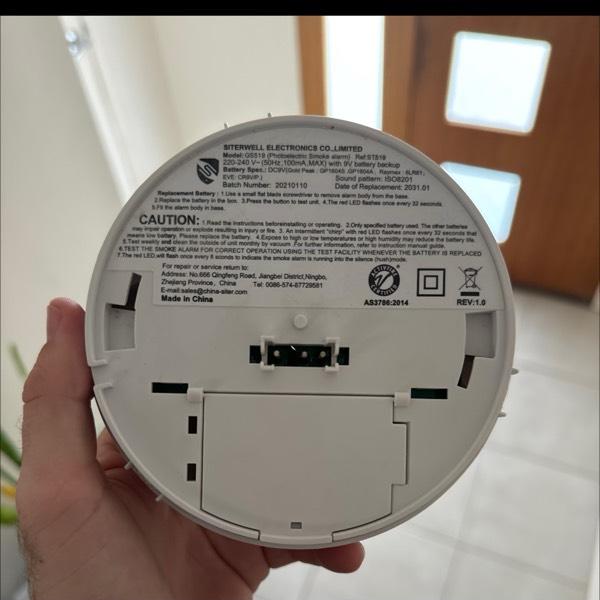 SITERWELL ELECTRONICS CO.,LIMITED
Model: GS519 (Photoelectric Smoke alarm) Ref:ST519
220-240 V~ (50Hz ,100mA,MAX) with 9V battery backup
Battery Spec.: DC9V(Gold Peak : GP1604S ,GP1604A , Raymax : 6LR61;
EVE: CR9V/P.) Sound pattern: ISO8201
Batch Number: 20210110 Date of Replacement: 2031.01
Replacement Battery : 1.Use a small flat blade screwdriver to remove alarm body from the base.
2.Replace the battery in the box. 3.Press the button to test unit. 4.The red LED flashes once every 32 seconds.
5.Fit the alarm body in base.
CAUTION: 1.Read the instructions beforeinstalling or operating. 2.Only specified battery used. The other batteries
may impair operation or explode resulting in injury or fire. 3. An intermittent "chirp" with red LED flashes once every 32 seconds that
means low battery. Please replace the battery. 4.Expose to high or low temperatures or high humidity may reduce the battery life.
5.Test weekly and clean the outside of unit monthly by vacuum .For further information, refer to instruction manual guide.
6.TEST THE SMOKE ALARM FOR CORRECT OPERATION USING THE TEST FACILITY WHENEVER THE BATTERY IS REPLACED
7.The red LED,will flash once every 8 seconds to indicate the smoke alarm is running into the silence (hush)mode.
For repair or service return to:
Address: No.666 Qingfeng Road, Jiangbei District,Ningbo,
Zhejiang Province , China Tel: 0086-574-87729581
E-mail:sales@china-siter.com
Made in China
ACTIVFIRE
CERTIFIED
AS3786:2014
REV:1.0